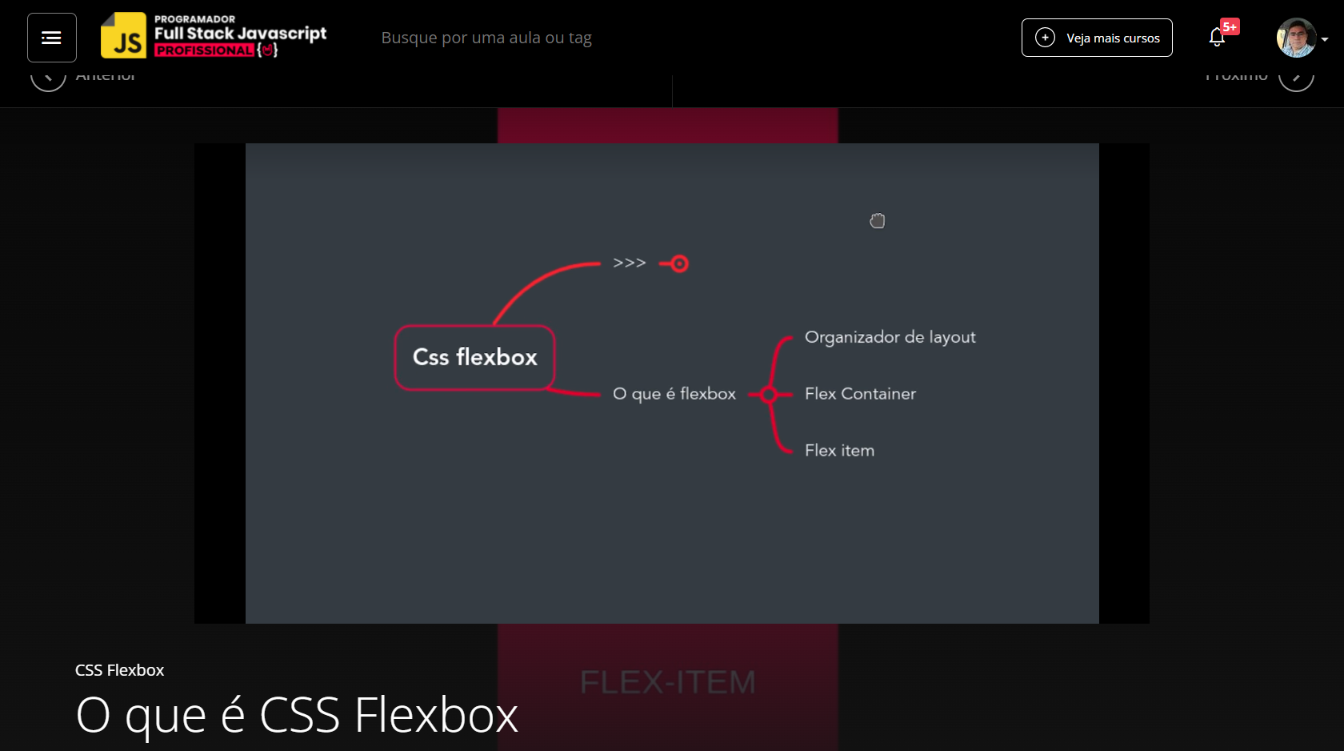 PROGRAMADOR
JS Full Stack Javascript
PROFISSIONAL {}
Busque por uma aula ou tag
Veja mais cursos
5+
Anterior
Próximo
>>>
Css flexbox
Organizador de layout
O que é flexbox
Flex Container
Flex item
CSS Flexbox
FLEX-ITEM
O que é CSS Flexbox